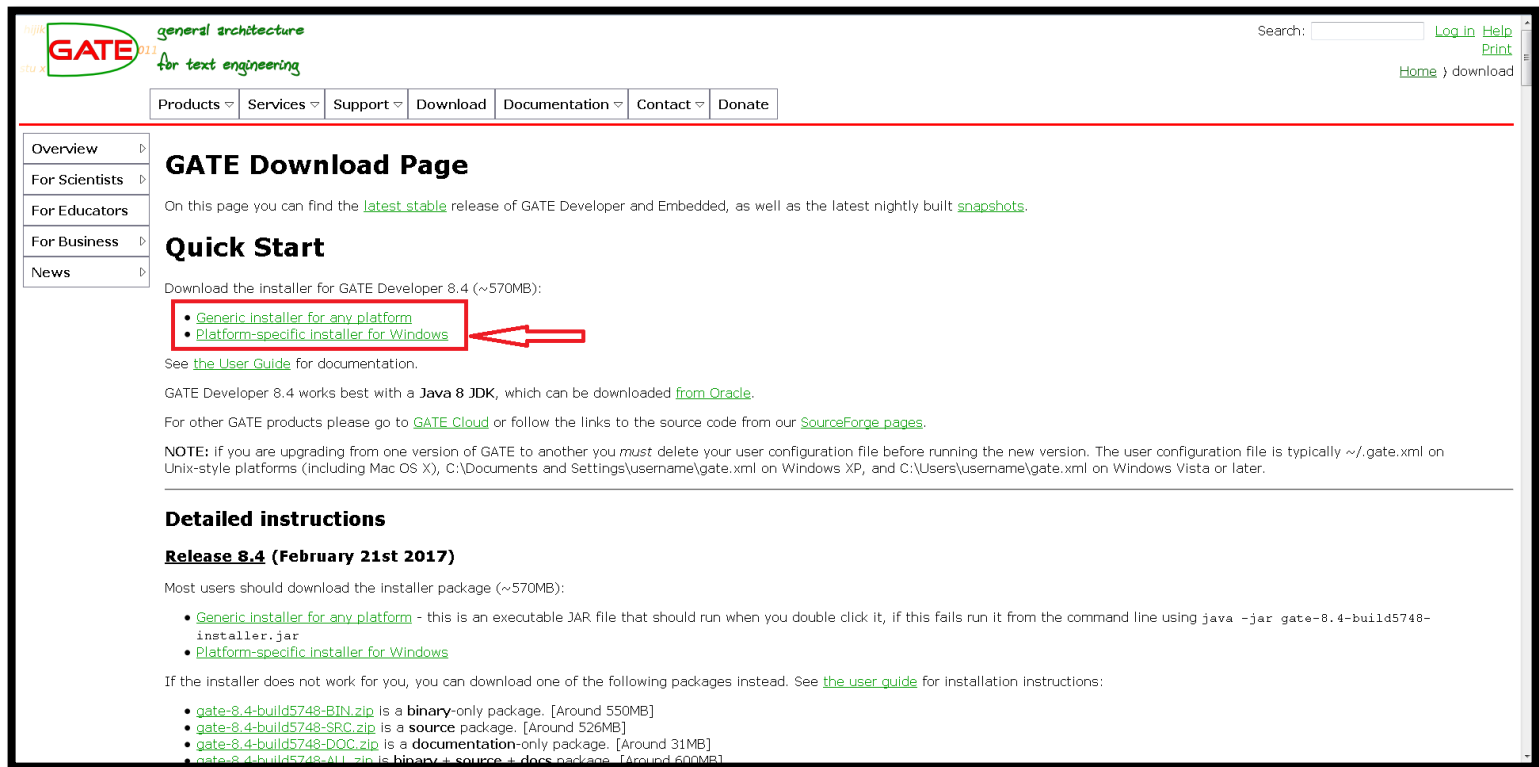 GATE
general architecture
2011
for text engineering
Search:
Log in Help
Print
Home ⟩ download
Products ▿ Services ▿ Support ▿ Download Documentation ▿ Contact ▿ Donate
Overview
For Scientists
For Educators
For Business
News
GATE Download Page
On this page you can find the latest stable release of GATE Developer and Embedded, as well as the latest nightly built snapshots.
Quick Start
Download the installer for GATE Developer 8.4 (~570MB):
• Generic installer for any platform
• Platform-specific installer for Windows
See the User Guide for documentation.
GATE Developer 8.4 works best with a Java 8 JDK, which can be downloaded from Oracle.
For other GATE products please go to GATE Cloud or follow the links to the source code from our SourceForge pages.
NOTE: if you are upgrading from one version of GATE to another you must delete your user configuration file before running the new version. The user configuration file is typically ~/.gate.xml on
Unix-style platforms (including Mac OS X), C:\Documents and Settings\username\gate.xml on Windows XP, and C:\Users\username\gate.xml on Windows Vista or later.
Detailed instructions
Release 8.4 (February 21st 2017)
Most users should download the installer package (~570MB):
• Generic installer for any platform - this is an executable JAR file that should run when you double click it, if this fails run it from the command line using java -jar gate-8.4-build5748-
installer.jar
• Platform-specific installer for Windows
If the installer does not work for you, you can download one of the following packages instead. See the user guide for installation instructions:
• gate-8.4-build5748-BIN.zip is a binary-only package. [Around 550MB]
• gate-8.4-build5748-SRC.zip is a source package. [Around 526MB]
• gate-8.4-build5748-DOC.zip is a documentation-only package. [Around 31MB]
• gate-8.4-build5748-ALL.zip is binary + source + docs package. [Around 600MB]